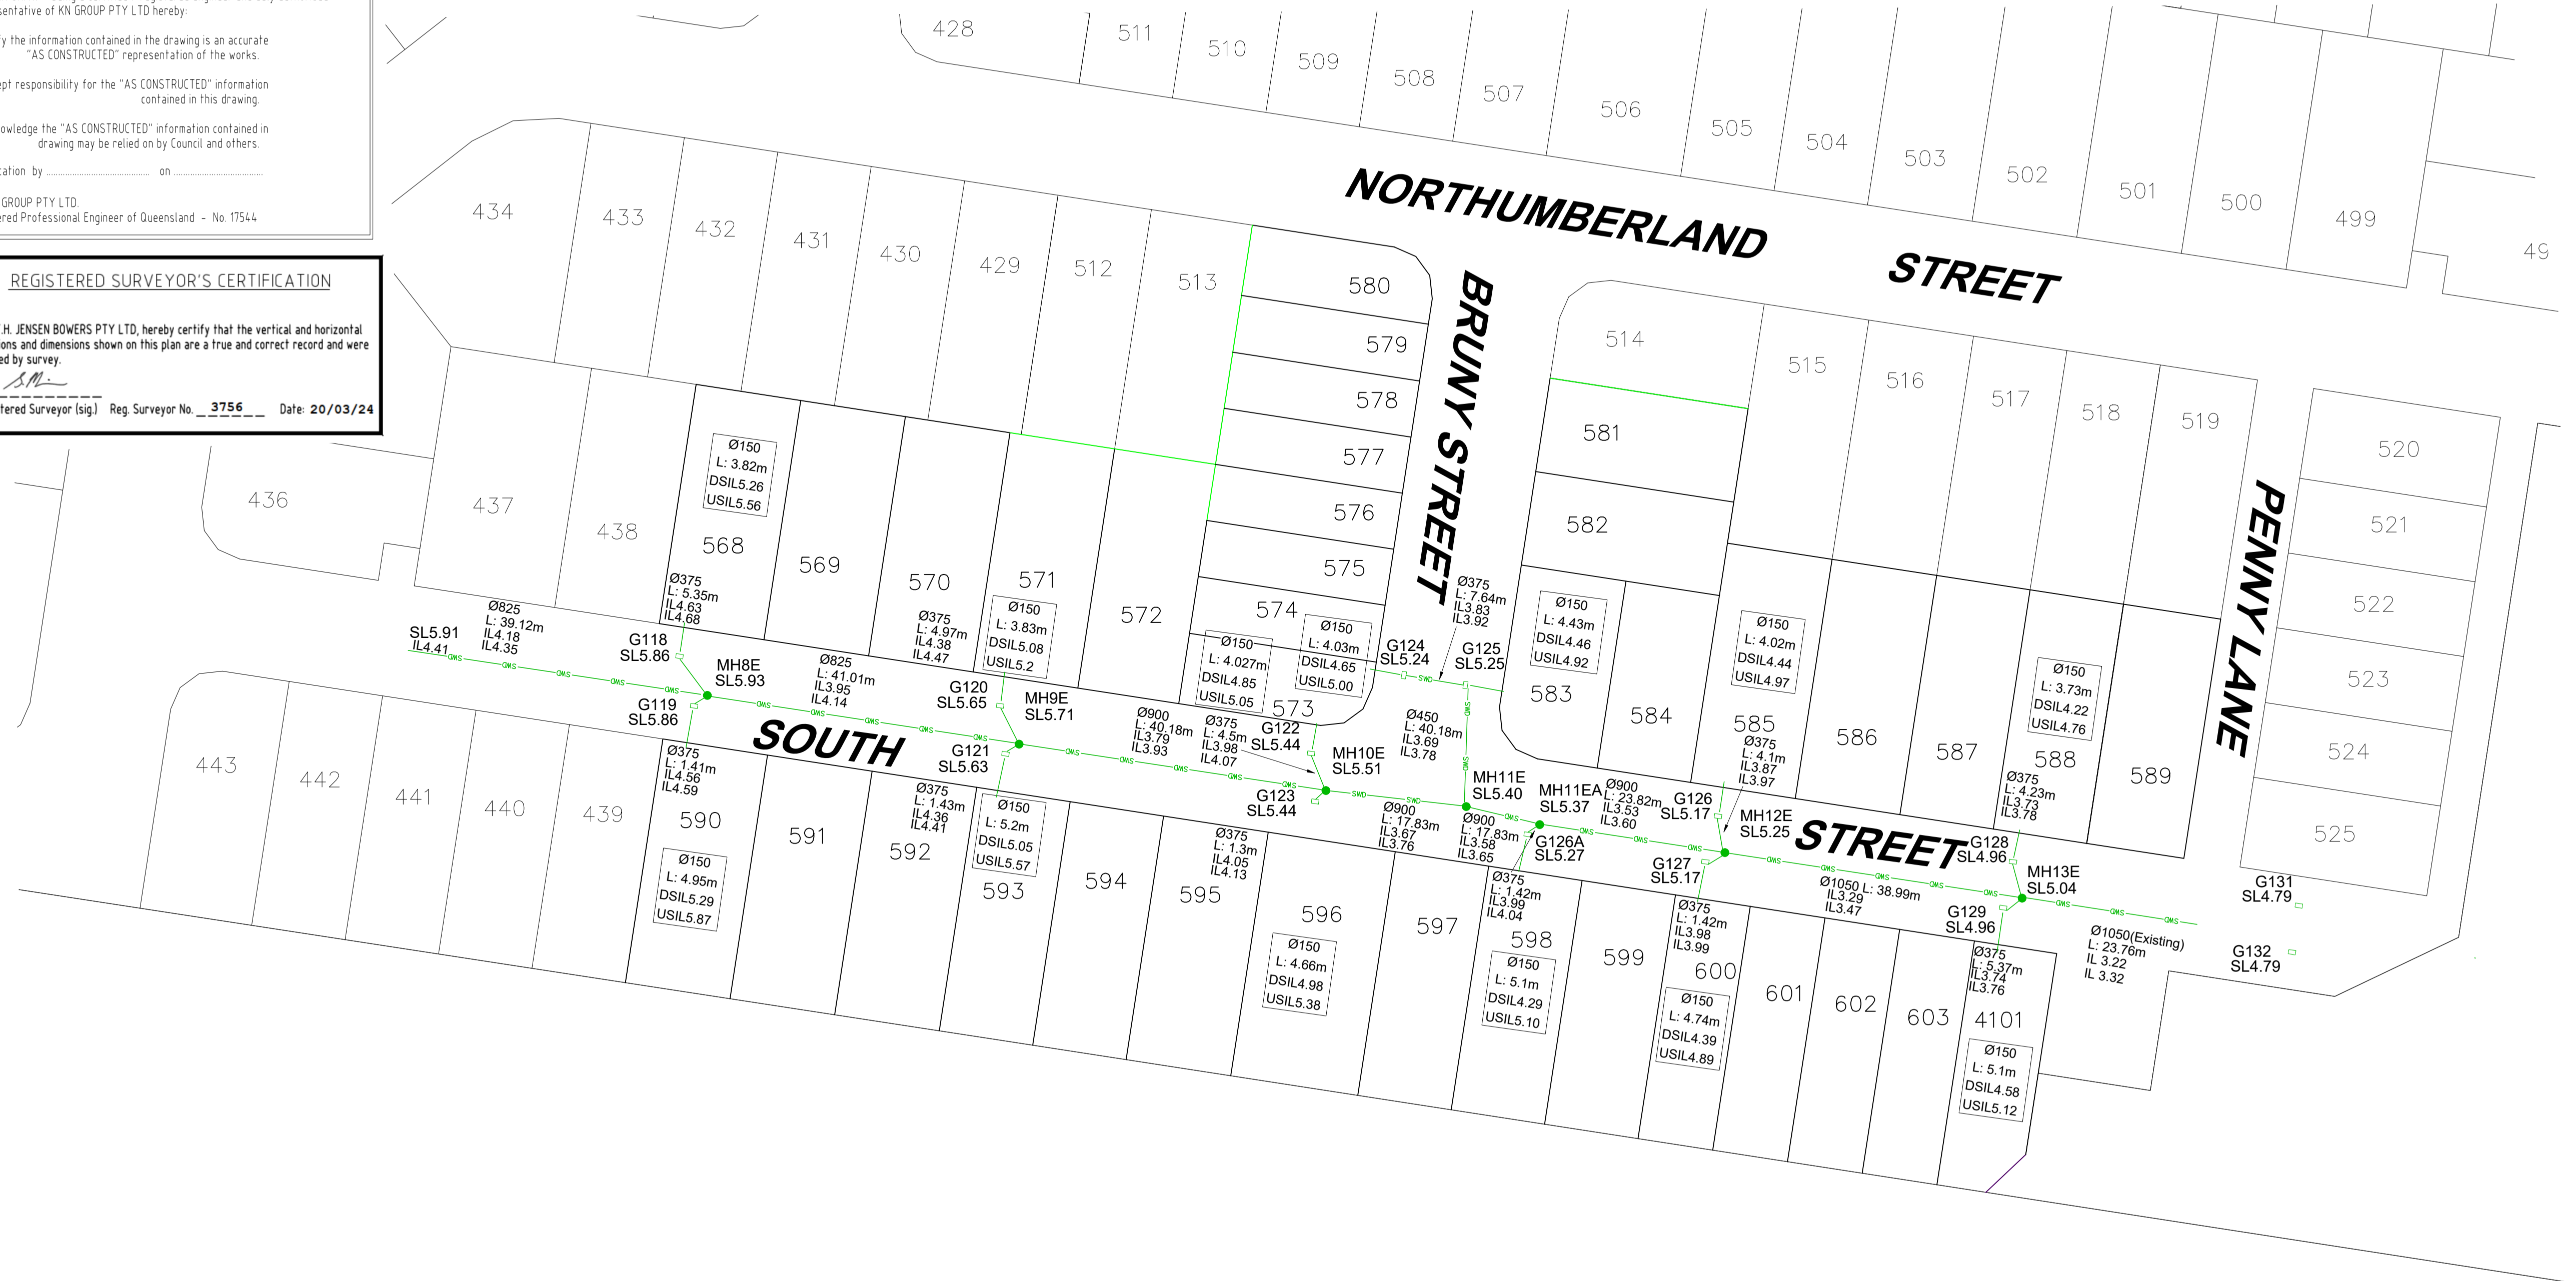 sentative of KN GROUP PTY LTD hereby:
y the information contained in the drawing is an accurate
"AS CONSTRUCTED" representation of the works.
ept responsibility for the "AS CONSTRUCTED" information
contained in this drawing.
owledge the "AS CONSTRUCTED" information contained in
drawing may be relied on by Council and others.
cation by on
GROUP PTY LTD.
ered Professional Engineer of Queensland - No. 17544
REGISTERED SURVEYOR'S CERTIFICATION
.H. JENSEN BOWERS PTY LTD, hereby certify that the vertical and horizontal
ions and dimensions shown on this plan are a true and correct record and were
ed by survey.
tered Surveyor (sig.) Reg. Surveyor No. 3756 Date: 20/03/24
428
511
510
509
508
507
506
505
504
503
502
501
500
499
49
NORTHUMBERLAND STREET
434
433
432
431
430
429
512
513
580
579
578
577
576
575
574
573
BRUNY STREET
514
515
516
517
518
519
581
582
583
584
585
586
587
588
589
PENNY LANE
520
521
522
523
524
525
436
437
438
568
569
570
571
572
Ø150
L: 3.82m
DSIL5.26
USIL5.56
Ø375
L: 5.35m
IL4.63
IL4.68
Ø825
L: 39.12m
IL4.18
IL4.35
SL5.91
IL4.41
G118
SL5.86
MH8E
SL5.93
G119
SL5.86
Ø825
L: 41.01m
IL3.95
IL4.14
Ø375
L: 4.97m
IL4.38
IL4.47
Ø150
L: 3.83m
DSIL5.08
USIL5.2
G120
SL5.65
MH9E
SL5.71
G121
SL5.63
Ø150
L: 4.027m
DSIL4.85
USIL5.05
Ø150
L: 4.03m
DSIL4.65
USIL5.00
Ø900
L: 40.18m
IL3.79
IL3.93
Ø375
L: 4.5m
IL3.98
IL4.07
G122
SL5.44
MH10E
SL5.51
G123
SL5.44
G124
SL5.24
Ø375
L: 7.64m
IL3.83
IL3.92
G125
SL5.25
Ø450
L: 40.18m
IL3.69
IL3.78
MH11E
SL5.40
MH11EA
SL5.37
Ø900
L: 17.83m
IL3.67
IL3.76
Ø900
L: 17.83m
IL3.58
IL3.65
G126A
SL5.27
Ø900
L: 23.82m
IL3.53
IL3.60
Ø150
L: 4.43m
DSIL4.46
USIL4.92
Ø150
L: 4.02m
DSIL4.44
USIL4.97
Ø375
L: 4.1m
IL3.87
IL3.97
G126
SL5.17
MH12E
SL5.25
G127
SL5.17
Ø150
L: 3.73m
DSIL4.22
USIL4.76
Ø375
L: 4.23m
IL3.73
IL3.78
G128
SL4.96
MH13E
SL5.04
G129
SL4.96
Ø1050 L: 38.99m
IL3.29
IL3.47
Ø1050(Existing)
L: 23.76m
IL 3.22
IL 3.32
G131
SL4.79
G132
SL4.79
SOUTH STREET
SWD
443
442
441
440
439
590
591
592
593
594
595
596
597
598
599
600
601
602
603
4101
Ø375
L: 1.41m
IL4.56
IL4.59
Ø150
L: 4.95m
DSIL5.29
USIL5.87
Ø375
L: 1.43m
IL4.36
IL4.41
Ø150
L: 5.2m
DSIL5.05
USIL5.57
Ø375
L: 1.3m
IL4.05
IL4.13
Ø150
L: 4.66m
DSIL4.98
USIL5.38
Ø375
L: 1.42m
IL3.99
IL4.04
Ø150
L: 5.1m
DSIL4.29
USIL5.10
Ø375
L: 1.42m
IL3.98
IL3.99
Ø150
L: 4.74m
DSIL4.39
USIL4.89
Ø375
L: 5.37m
IL3.74
IL3.76
Ø150
L: 5.1m
DSIL4.58
USIL5.12